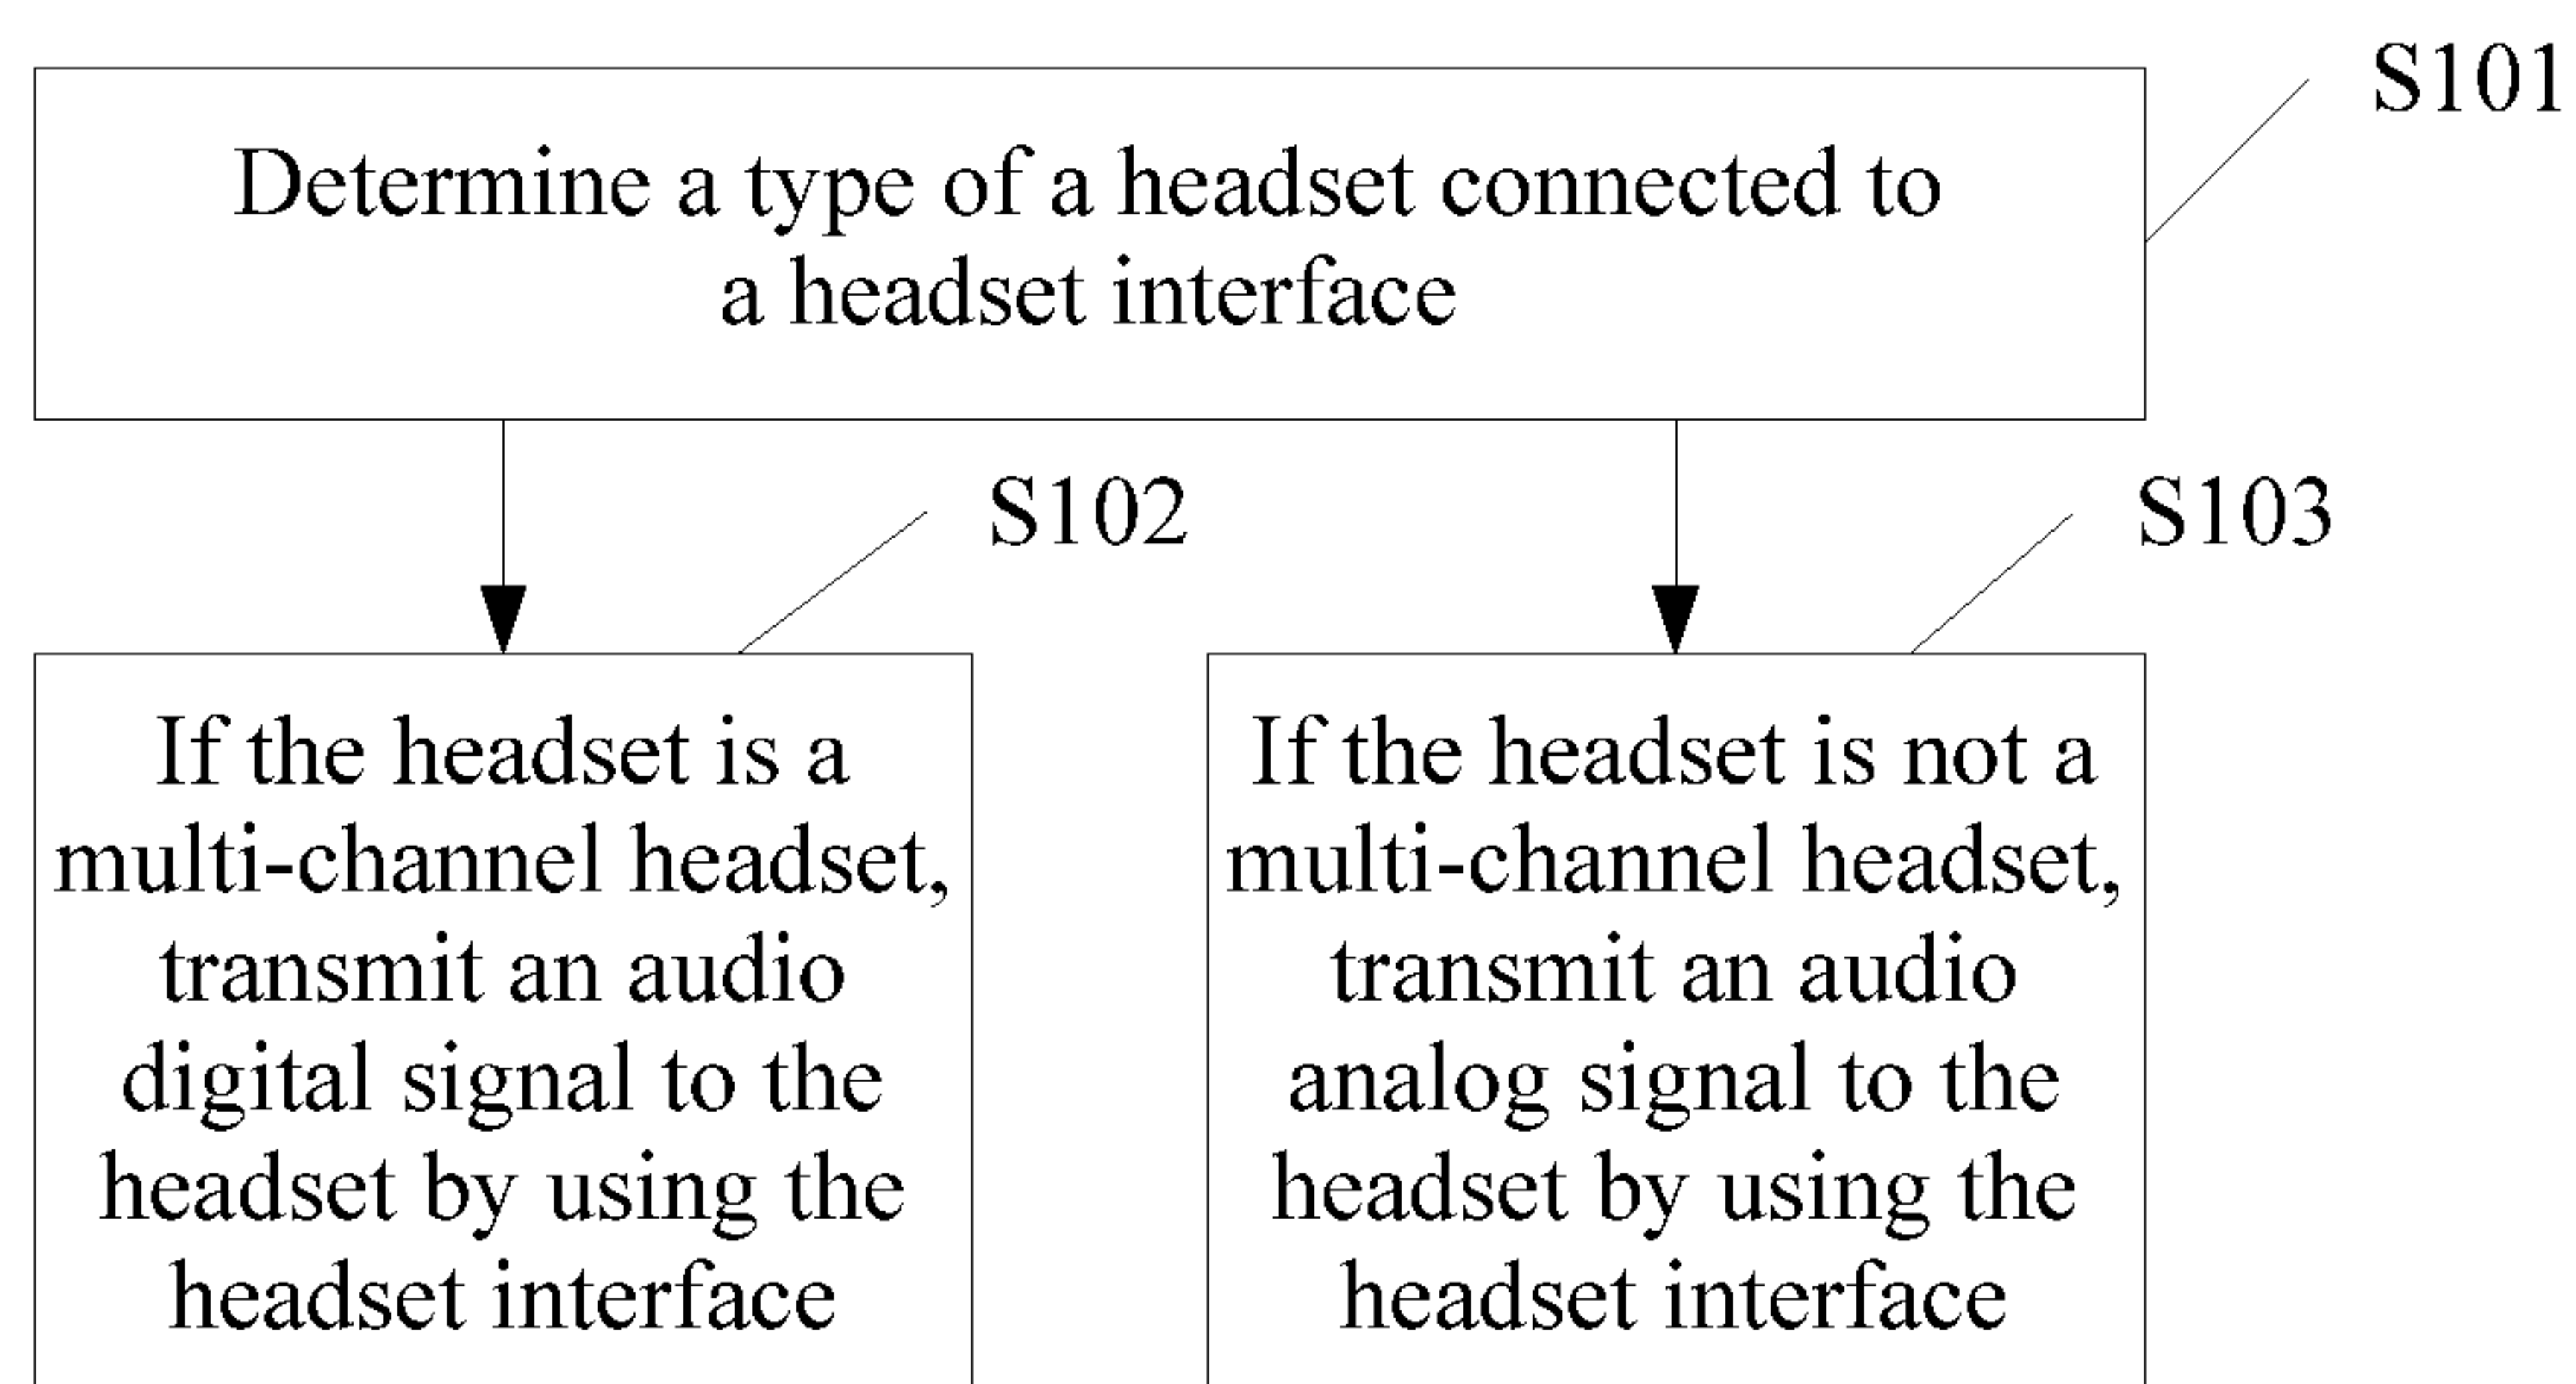 S101
Determine a type of a headset connected to
a headset interface
S102
S103
If the headset is a
multi-channel headset,
transmit an audio
digital signal to the
headset by using the
headset interface
If the headset is not a
multi-channel headset,
transmit an audio
analog signal to the
headset by using the
headset interface